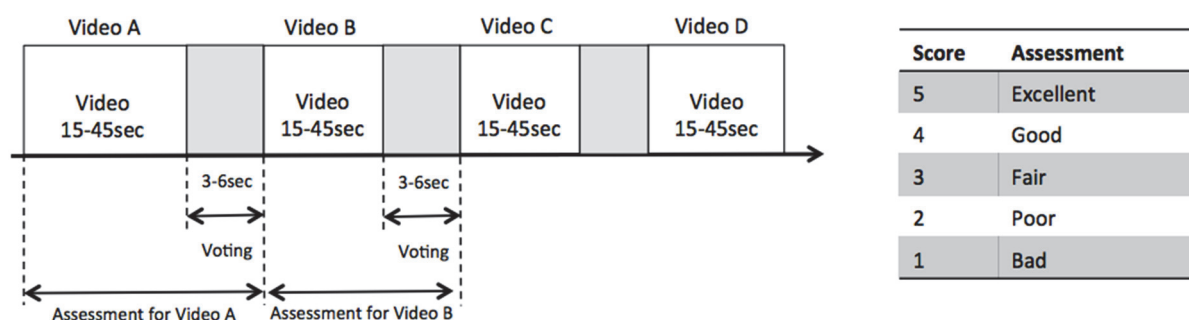 Video A
Video B
Video C
Video D
Video
15-45sec
Video
15-45sec
Video
15-45sec
Video
15-45sec
3-6sec
3-6sec
Voting
Voting
Assessment for Video A
Assessment for Video B
Score Assessment
5 Excellent
4 Good
3 Fair
2 Poor
1 Bad